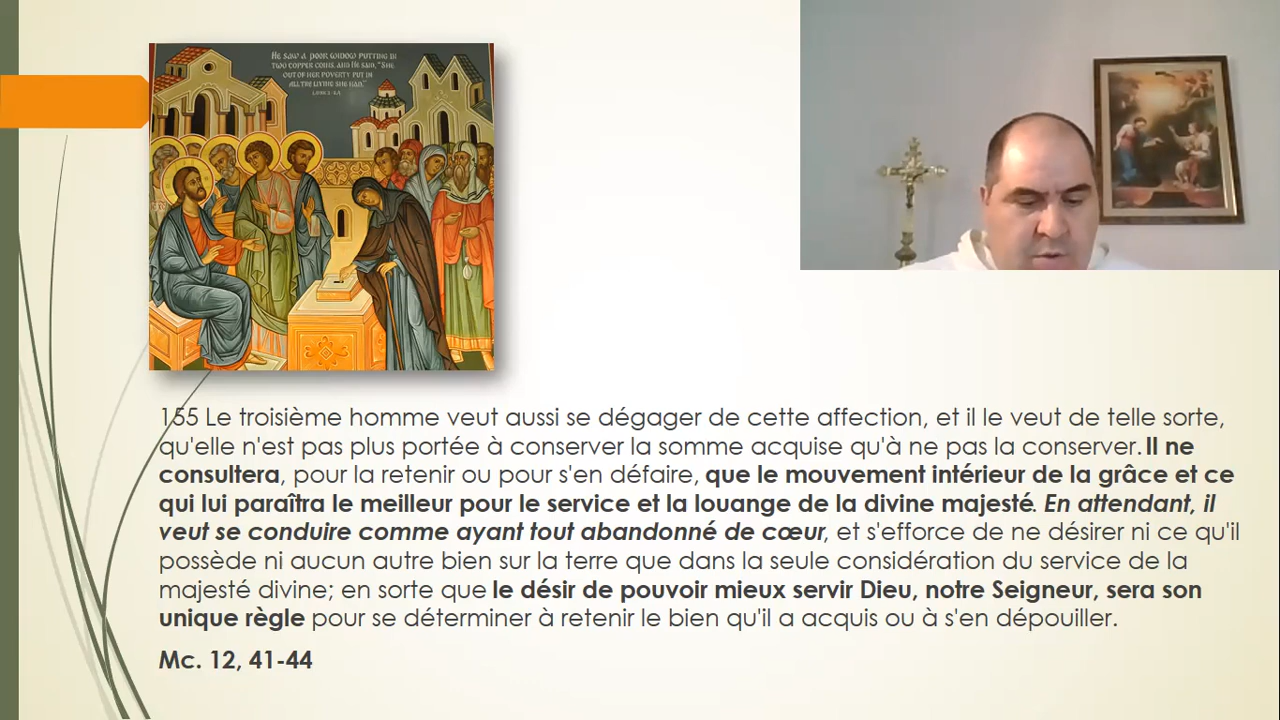 HE SAW A POOR WIDOW PUTTING IN
TWO COPPER COINS. AND HE SAID, "SHE,
OUT OF HER POVERTY PUT IN
ALL THE LIVING SHE HAD."
155 Le troisième homme veut aussi se dégager de cette affection, et il le veut de telle sorte,
qu'elle n'est pas plus portée à conserver la somme acquise qu'à ne pas la conserver. Il ne
consultera, pour la retenir ou pour s'en défaire, que le mouvement intérieur de la grâce et ce
qui lui paraîtra le meilleur pour le service et la louange de la divine majesté. En attendant, il
veut se conduire comme ayant tout abandonné de cœur, et s'efforce de ne désirer ni ce qu'il
possède ni aucun autre bien sur la terre que dans la seule considération du service de la
majesté divine; en sorte que le désir de pouvoir mieux servir Dieu, notre Seigneur, sera son
unique règle pour se déterminer à retenir le bien qu'il a acquis ou à s'en dépouiller.
Mc. 12, 41-44